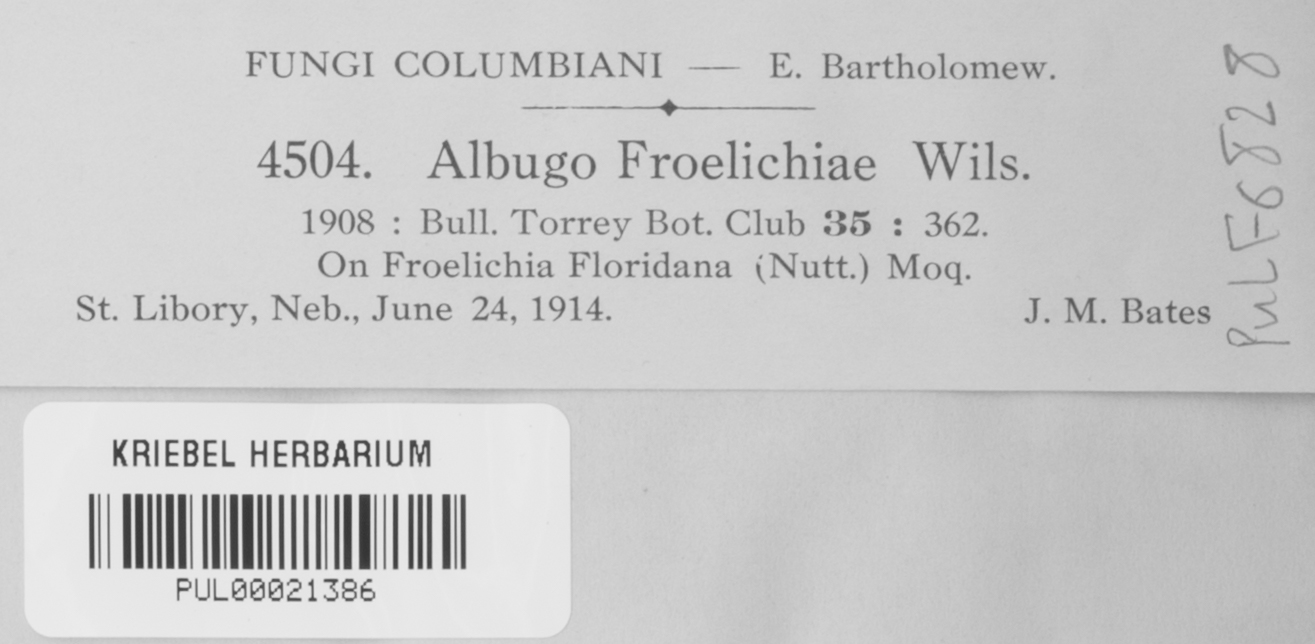 FUNGI COLUMBIANI — E. Bartholomew.
4504. Albugo Froelichiae Wils.
1908 : Bull. Torrey Bot. Club 35 : 362.
On Froelichia Floridana (Nutt.) Moq.
St. Libory, Neb., June 24, 1914. J. M. Bates
PUL F6828
KRIEBEL HERBARIUM
PUL00021386